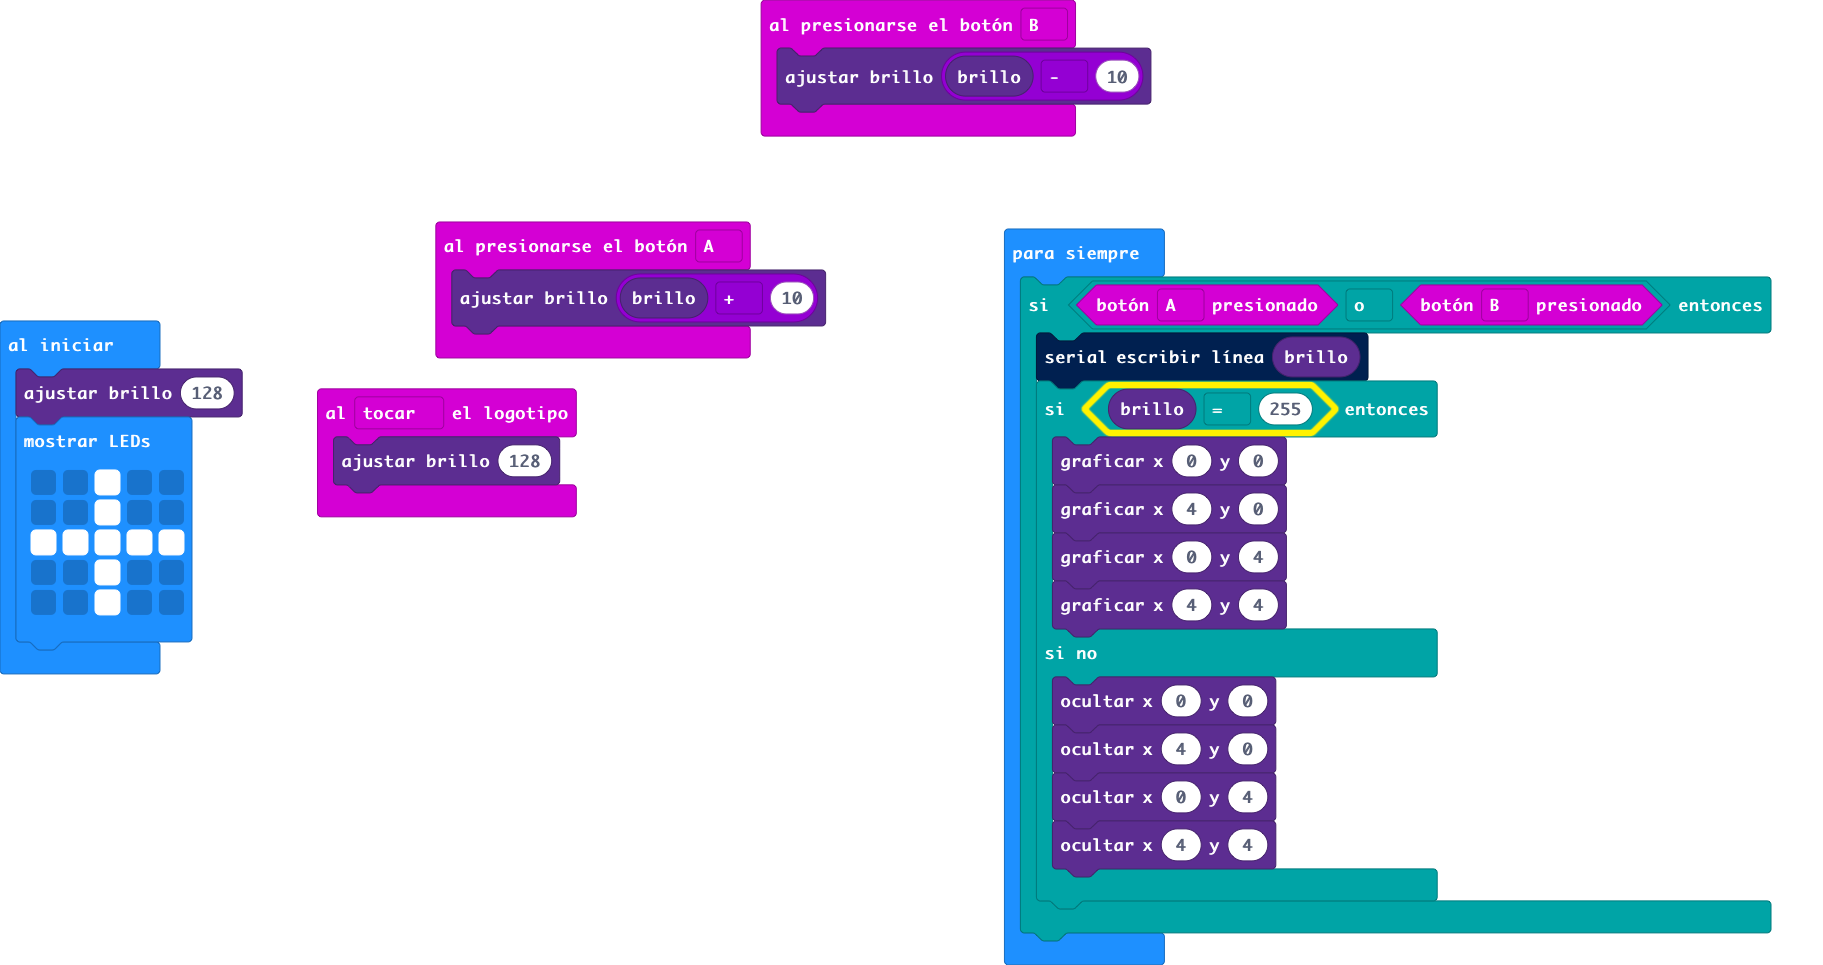 al presionarse el botón B
ajustar brillo brillo - 10
al presionarse el botón A
ajustar brillo brillo + 10
al iniciar
ajustar brillo 128
mostrar LEDs
al tocar el logotipo
ajustar brillo 128
para siempre
si botón A presionado o botón B presionado entonces
serial escribir línea brillo
si brillo = 255 entonces
graficar x 0 y 0
graficar x 4 y 0
graficar x 0 y 4
graficar x 4 y 4
si no
ocultar x 0 y 0
ocultar x 4 y 0
ocultar x 0 y 4
ocultar x 4 y 4